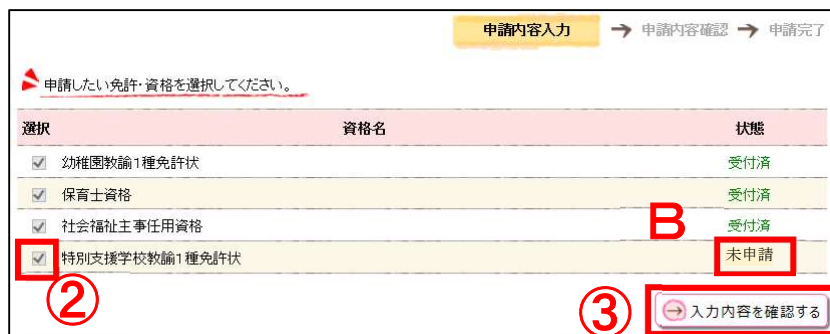 申請内容入力 → 申請内容確認 → 申請完了
申請したい免許・資格を選択してください。
選択 資格名 状態
幼稚園教諭1種免許状 受付済
保育士資格 受付済
社会福祉主事任用資格 受付済
B
特別支援学校教諭1種免許状 未申請
②
③ → 入力内容を確認する